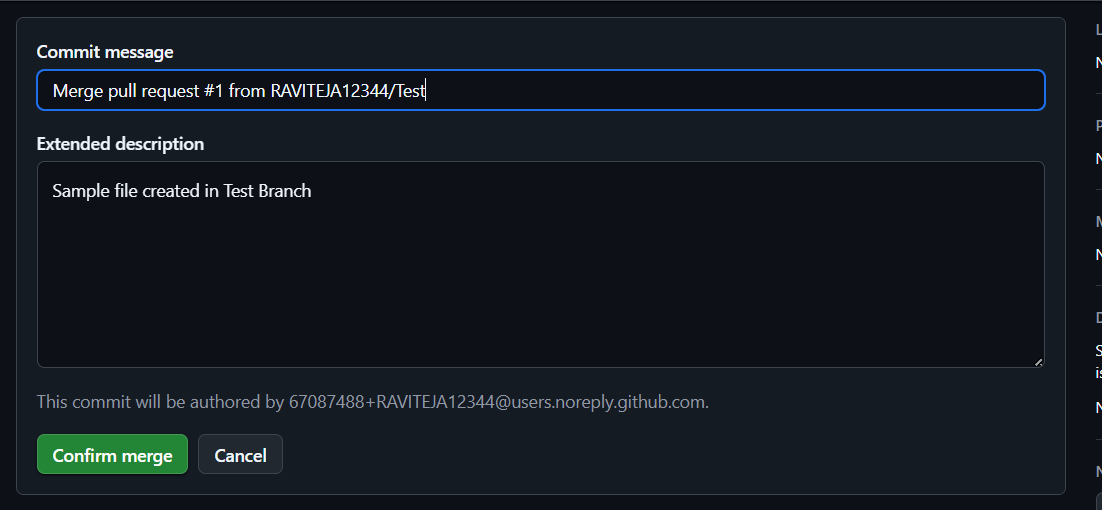 Commit message
Merge pull request #1 from RAVITEJA12344/Test
Extended description
Sample file created in Test Branch
This commit will be authored by 67087488+RAVITEJA12344@users.noreply.github.com.
Confirm merge
Cancel